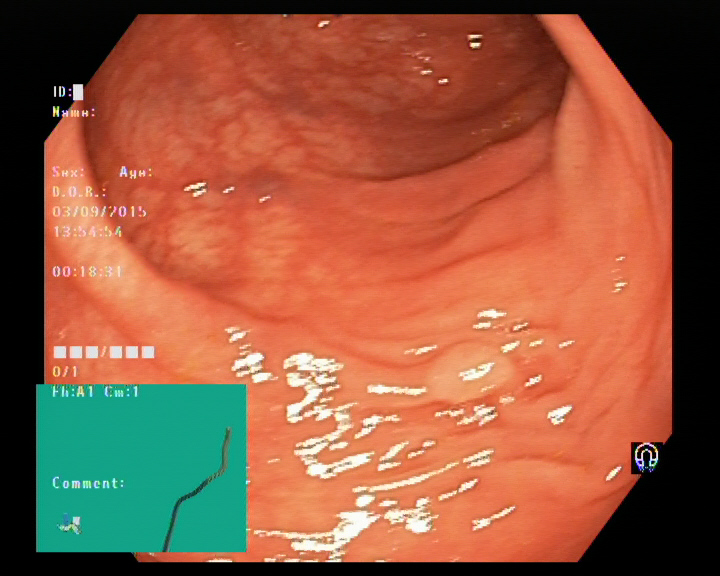 ID:
Name:
Sex: Age:
D.O.B.:
03/09/2015
13:54:54
00:18:31
/
0/1
Eh:A1 Cm:1
Comment: